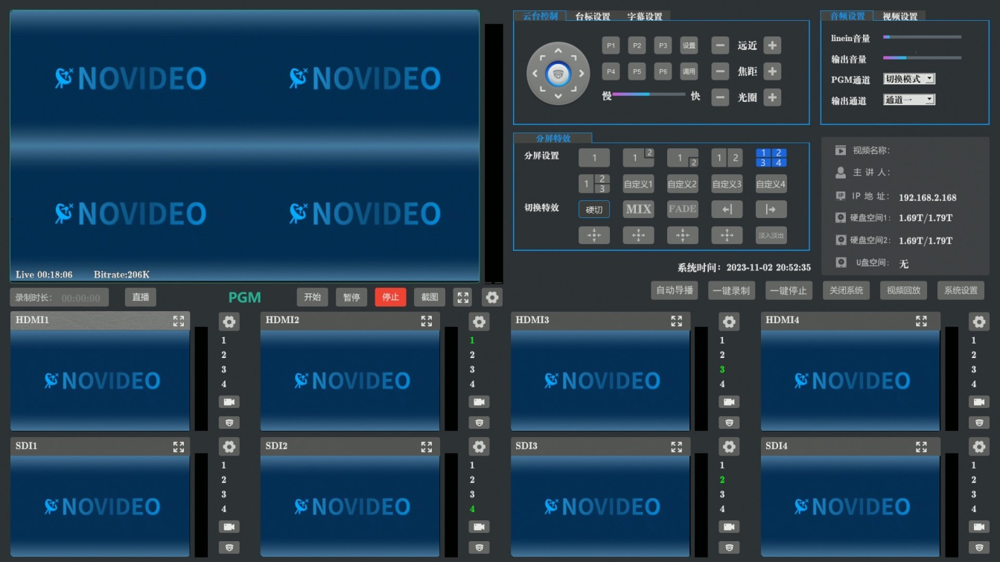 NOVIDEO NOVIDEO
NOVIDEO NOVIDEO
Live 00:18:06 Bitrate:206K
录制时长: 00:00:00 直播 PGM 开始 暂停 停止 截图
云台控制 台标设置 字幕设置
P1 P2 P3 设置 远近
P4 P5 P6 调用 焦距
慢 快 光圈
音频设置 视频设置
linein音量
输出音量
PGM通道 切换模式
输出通道 通道一
分屏特效
分屏设置 1 1 2 1 2 1 2 1 2 3 4
1 2 3 自定义1 自定义2 自定义3 自定义4
切换特效 硬切 MIX FADE
淡入淡出
视频名称:
主 讲 人:
IP IP 地 址: 192.168.2.168
硬盘空间1: 1.69T/1.79T
硬盘空间2: 1.69T/1.79T
U盘空间: 无
系统时间: 2023-11-02 20:52:35
自动导播 一键录制 一键停止 关闭系统 视频回放 系统设置
HDMI1 HDMI2 HDMI3 HDMI4
1 1 1 1
2 2 2 2
3 3 3 3
4 4 4 4
NOVIDEO NOVIDEO NOVIDEO NOVIDEO
SDI1 SDI2 SDI3 SDI4
1 1 1 1
2 2 2 2
3 3 3 3
4 4 4 4
NOVIDEO NOVIDEO NOVIDEO NOVIDEO